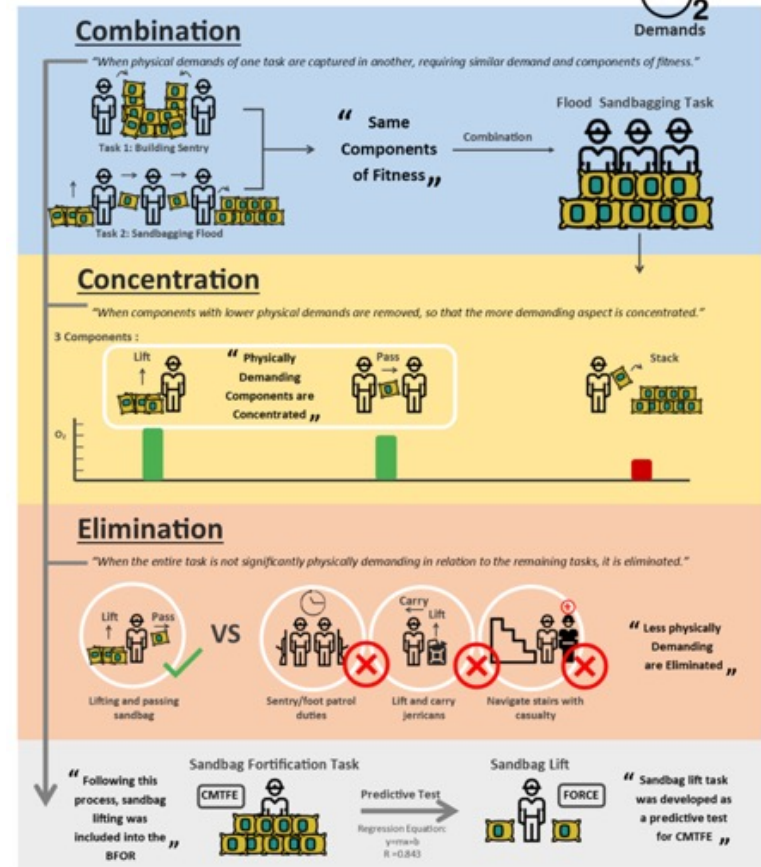 2
Demands
Combination
"When physical demands of one task are captured in another, requiring similar demand and components of fitness."
Task 1: Building Sentry
Task 2: Sandbagging Flood
“ Same
Components
of Fitness „
Combination
Flood Sandbagging Task
Concentration
"When components with lower physical demands are removed, so that the more demanding aspect is concentrated."
3 Components :
Lift
“ Physically
Demanding
Components are
Concentrated „
Pass
Stack
O₂
Elimination
"When the entire task is not significantly physically demanding in relation to the remaining tasks, it is eliminated."
Lift
Pass
Lifting and passing
sandbag
VS
Sentry/foot patrol
duties
Carry
Lift
Lift and carry
jerricans
Navigate stairs with
casualty
“ Less physically
Demanding
are Eliminated „
“ Following this
process, sandbag
lifting was
included into the
BFOR „
Sandbag Fortification Task
CMTFE
Predictive Test
Regression Equation:
y=mx=b
R =0.843
Sandbag Lift
FORCE
“ Sandbag lift task
was developed as
a predictive test
for CMTFE „